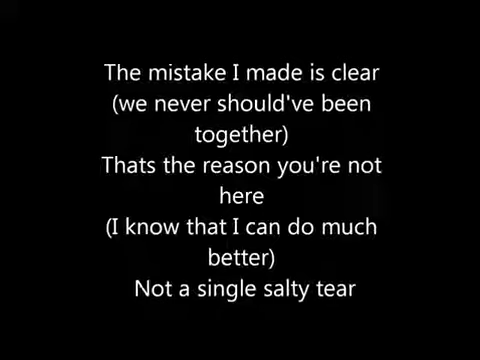 The mistake I made is clear
(we never should've been
together)
Thats the reason you're not
here
(I know that I can do much
better)
Not a single salty tear